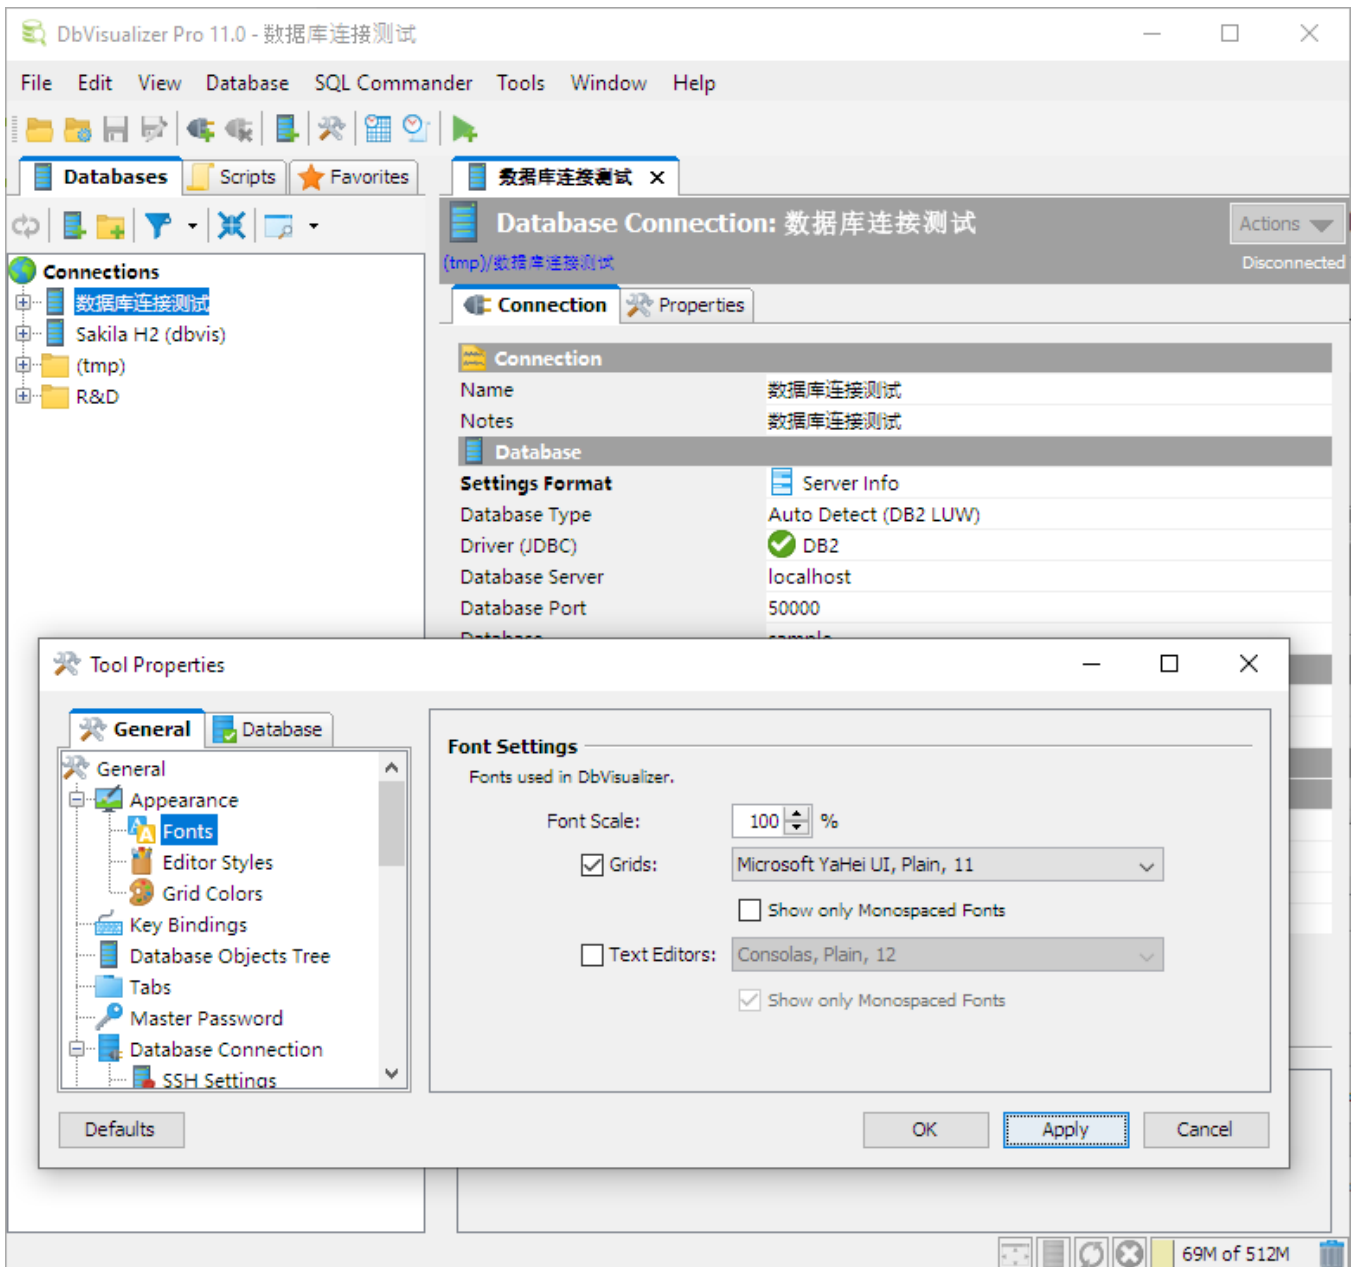 DbVisualizer Pro 11.0 - 数据库连接测试
File Edit View Database SQL Commander Tools Window Help
Databases Scripts Favorites
数据库连接测试
Database Connection: 数据库连接测试
Actions
(tmp)/数据库连接测试
Disconnected
Connections
数据库连接测试
Sakila H2 (dbvis)
(tmp)
R&D
Connection Properties
Connection
Name 数据库连接测试
Notes 数据库连接测试
Database
Settings Format Server Info
Database Type Auto Detect (DB2 LUW)
Driver (JDBC) DB2
Database Server localhost
Database Port 50000
Database sample
Tool Properties
General Database
General
Appearance
Fonts
Editor Styles
Grid Colors
Key Bindings
Database Objects Tree
Tabs
Master Password
Database Connection
SSH Settings
Font Settings
Fonts used in DbVisualizer.
Font Scale: 100 %
Grids: Microsoft YaHei UI, Plain, 11
Show only Monospaced Fonts
Text Editors: Consolas, Plain, 12
Show only Monospaced Fonts
Defaults OK Apply Cancel
69M of 512M